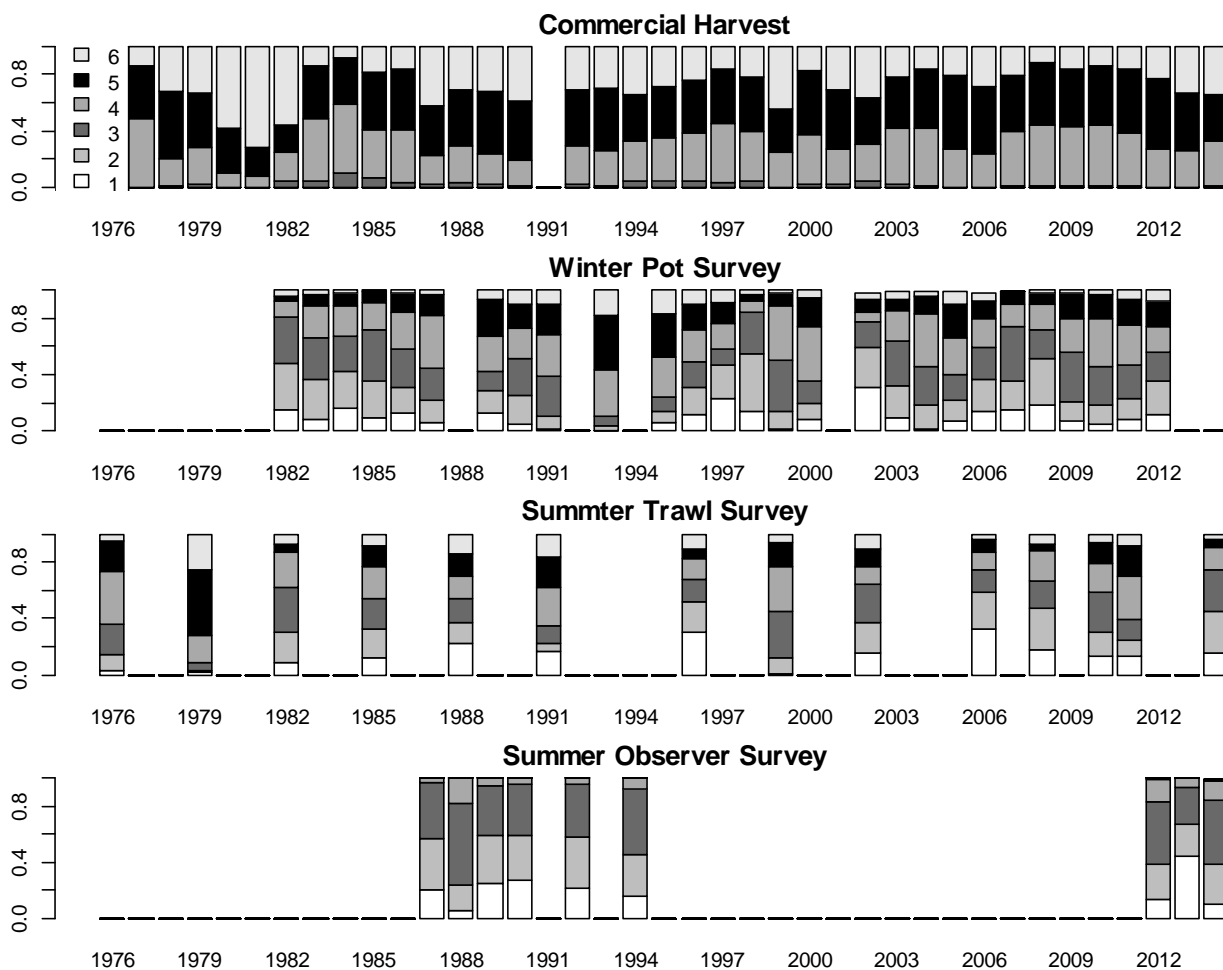 Commercial Harvest
0.0 0.4 0.8
6
5
4
3
2
1
1976 1979 1982 1985 1988 1991 1994 1997 2000 2003 2006 2009 2012
Winter Pot Survey
0.0 0.4 0.8
1976 1979 1982 1985 1988 1991 1994 1997 2000 2003 2006 2009 2012
Summter Trawl Survey
0.0 0.4 0.8
1976 1979 1982 1985 1988 1991 1994 1997 2000 2003 2006 2009 2012
Summer Observer Survey
0.0 0.4 0.8
1976 1979 1982 1985 1988 1991 1994 1997 2000 2003 2006 2009 2012